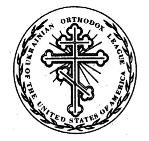 UKRAINIAN ORTHODOX LEAGUE
OF THE UNITED STATES OF AMERICA